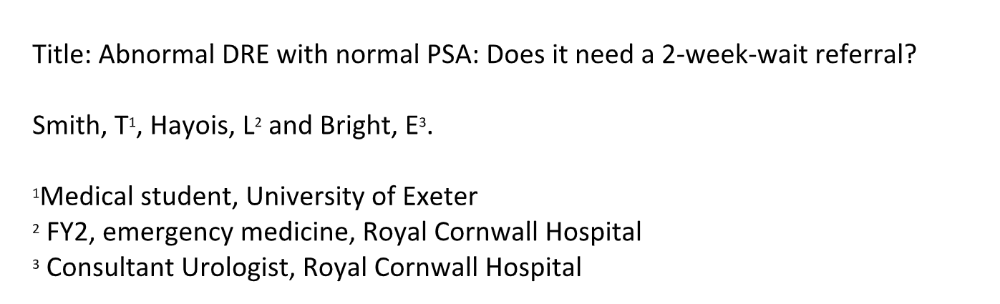 Title: Abnormal DRE with normal PSA: Does it need a 2-week-wait referral?
Smith, T¹, Hayois, L² and Bright, E³.
¹Medical student, University of Exeter
² FY2, emergency medicine, Royal Cornwall Hospital
³ Consultant Urologist, Royal Cornwall Hospital